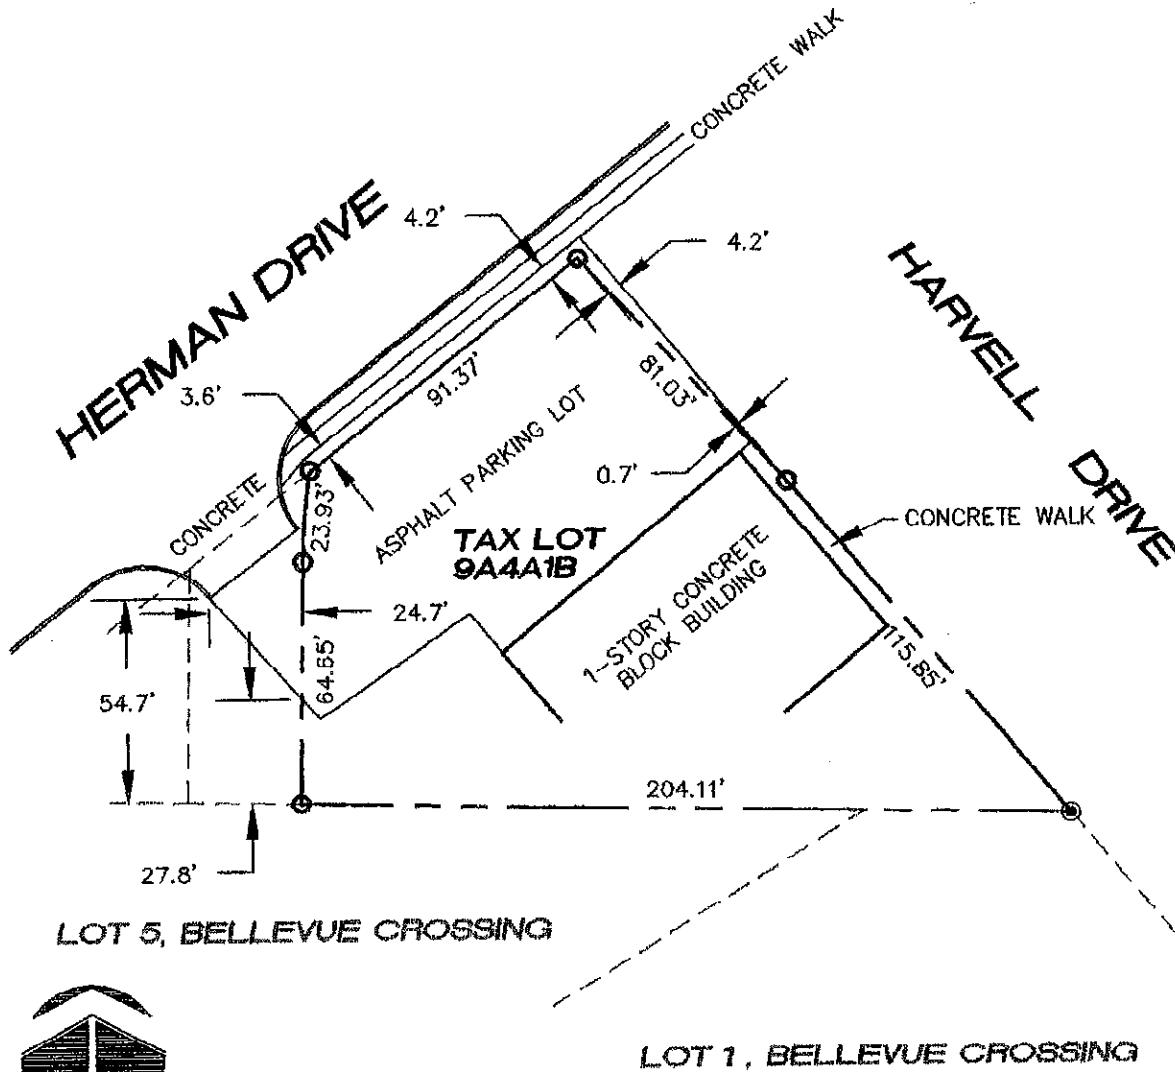 CONCRETE WALK
HERMAN DRIVE
4.2'
4.2'
HARVELL DRIVE
91.37'
81.03'
3.6'
ASPHALT PARKING LOT
0.7'
CONCRETE
23.93'
TAX LOT
9A4A1B
CONCRETE WALK
1-STORY CONCRETE
BLOCK BUILDING
24.7'
64.65'
115.85'
54.7'
204.11'
27.8'
LOT 5, BELLEVUE CROSSING
LOT 1, BELLEVUE CROSSING